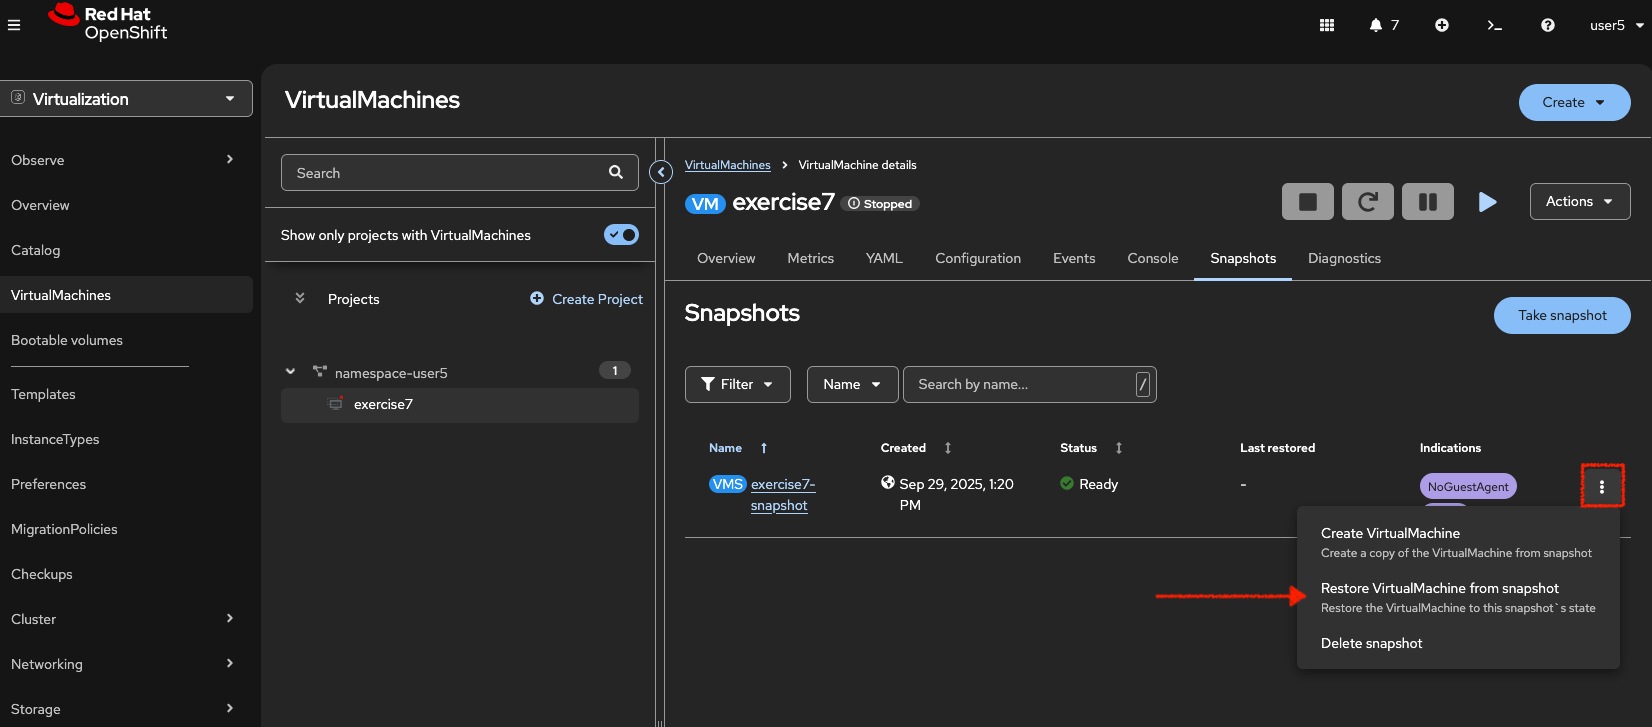 Red Hat
OpenShift
7
user5
Virtualization
Observe
Overview
Catalog
VirtualMachines
Bootable volumes
Templates
InstanceTypes
Preferences
MigrationPolicies
Checkups
Cluster
Networking
Storage
VirtualMachines
Create
Search
Show only projects with VirtualMachines
Projects
Create Project
namespace-user5
1
exercise7
VirtualMachines
VirtualMachine details
VM exercise7
Stopped
Actions
Overview
Metrics
YAML
Configuration
Events
Console
Snapshots
Diagnostics
Snapshots
Take snapshot
Filter
Name
Search by name...
/
Name
Created
Status
Last restored
Indications
VMS exercise7-
snapshot
Sep 29, 2025, 1:20
PM
Ready
-
NoGuestAgent
Create VirtualMachine
Create a copy of the VirtualMachine from snapshot
Restore VirtualMachine from snapshot
Restore the VirtualMachine to this snapshot`s state
Delete snapshot